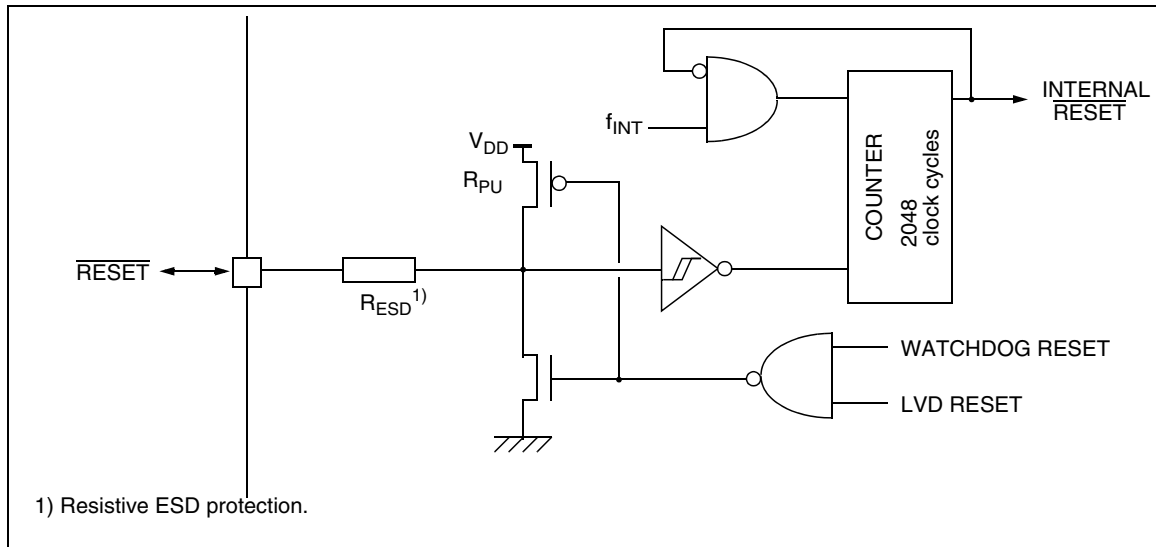 INTERNAL
RESET
f_INT
V_DD
R_PU
COUNTER
2048
clock cycles
RESET
R_ESD 1)
WATCHDOG RESET
LVD RESET
1) Resistive ESD protection.